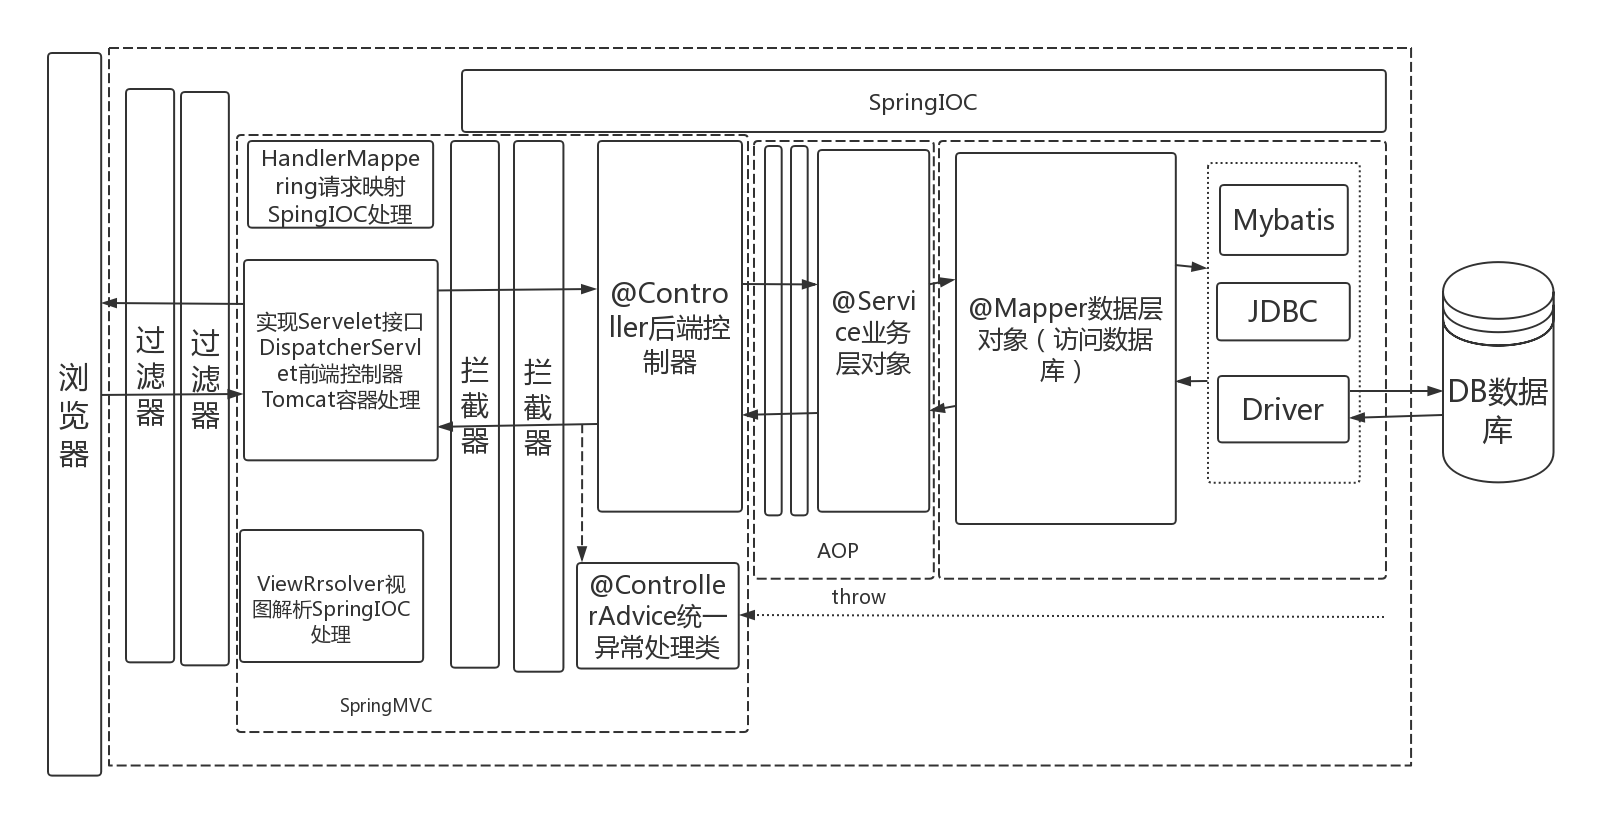 SpringIOC
浏
览
器
过
滤
器
过
滤
器
HandlerMappe
ring请求映射
SpingIOC处理
实现Servelet接口
DispatcherServl
et前端控制器
Tomcat容器处理
ViewRrsolver视
图解析SpringIOC
处理
SpringMVC
拦
截
器
拦
截
器
@Contro
ller后端控
制器
@Controlle
rAdvice统一
异常处理类
@Servi
ce业务
层对象
AOP
throw
@Mapper数据层
对象（访问数据
库）
Mybatis
JDBC
Driver
DB数据
库